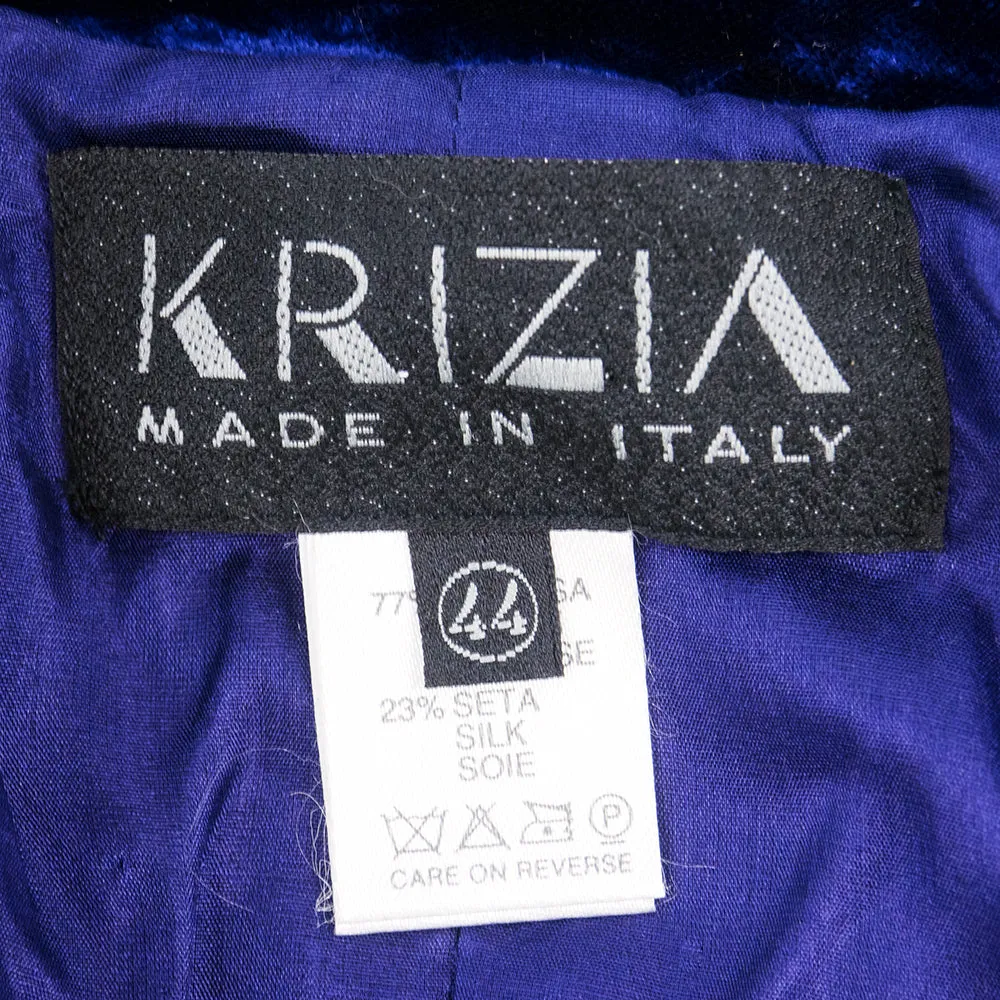 KRIZIA
MADE IN ITALY
44
23% SETA
SILK
SOIE
P
CARE ON REVERSE